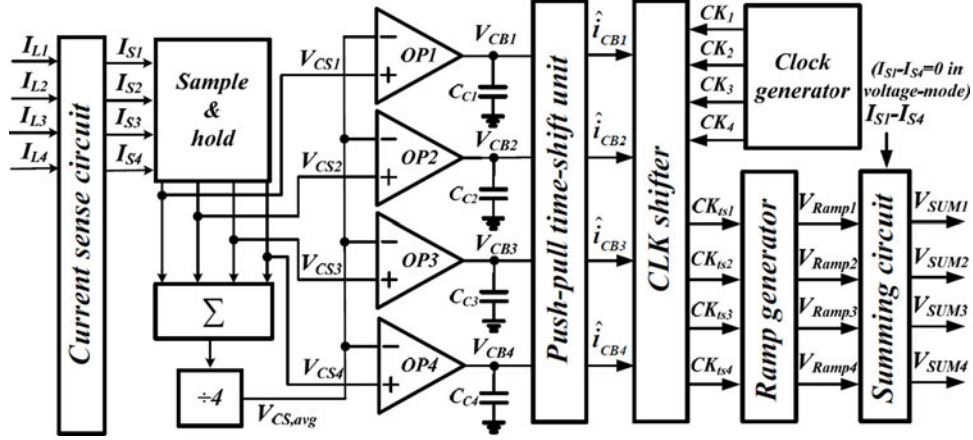 I_L1
I_L2
I_L3
I_L4
Current sense circuit
I_S1
I_S2
I_S3
I_S4
Sample
&
hold
Σ
÷4
V_CS,avg
V_CS1
V_CS2
V_CS3
V_CS4
− + OP1
− + OP2
− + OP3
− + OP4
V_CB1
C_C1
V_CB2
C_C2
V_CB3
C_C3
V_CB4
C_C4
Push-pull time-shift unit
î_CB1
î_CB2
î_CB3
î_CB4
CLK shifter
CK_1
CK_2
CK_3
CK_4
Clock
generator
CK_ts1
CK_ts2
CK_ts3
CK_ts4
Ramp generator
V_Ramp1
V_Ramp2
V_Ramp3
V_Ramp4
(I_S1-I_S4=0 in
voltage-mode)
I_S1-I_S4
Summing circuit
V_SUM1
V_SUM2
V_SUM3
V_SUM4